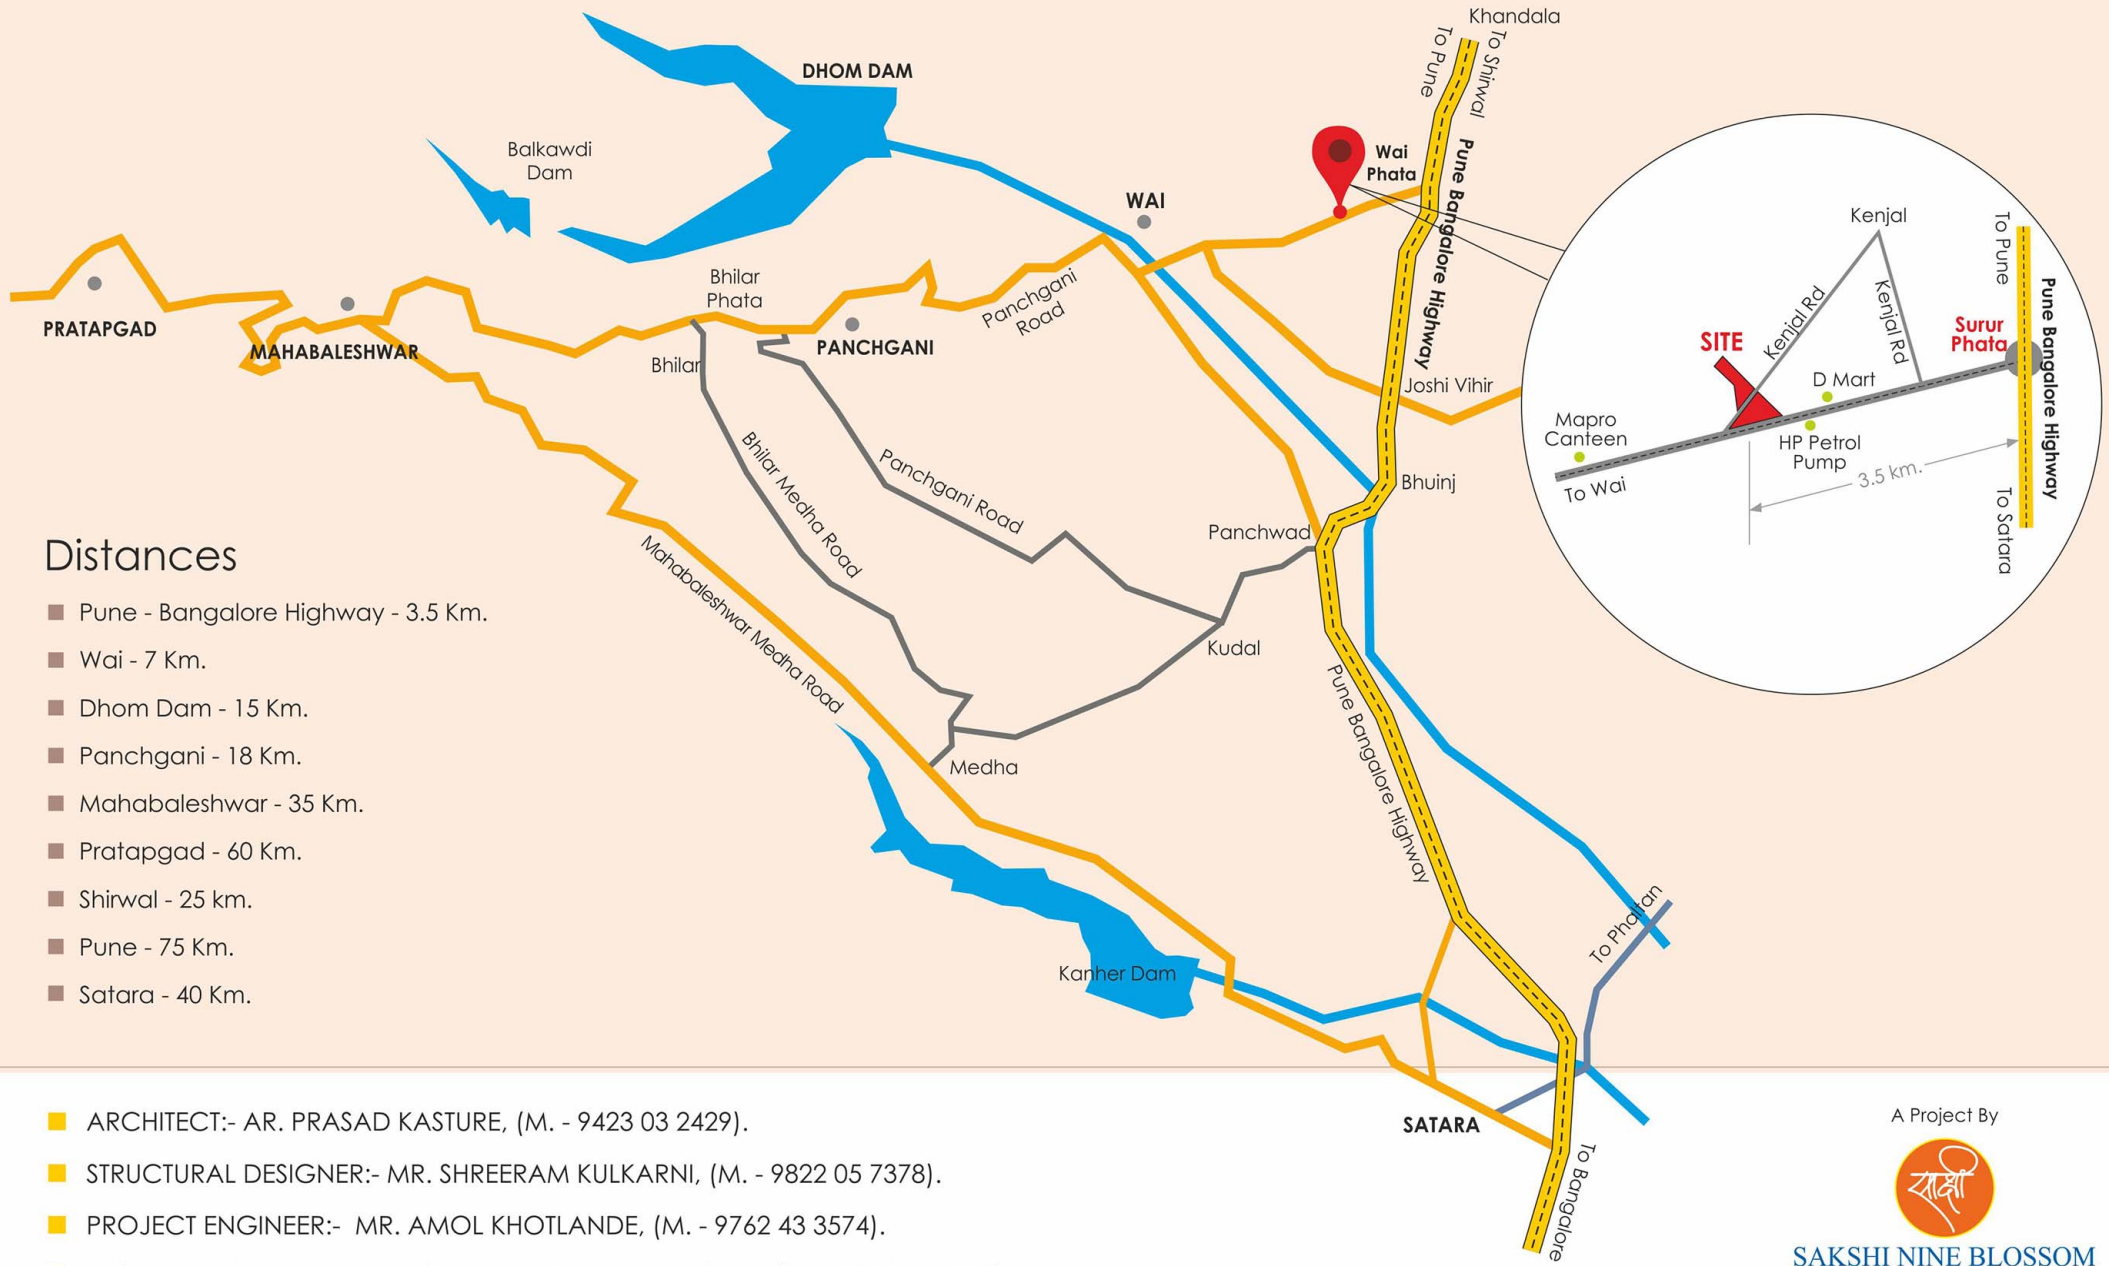 Khandala
To Pune
To Shirwal
DHOM DAM
Balkawdi
Dam
Wai
Phata
Pune Bangalore Highway
WAI
Kenjal
To Pune
Kenjal Rd
Kenjal Rd
Pune Bangalore Highway
Surur
Phata
SITE
D Mart
Mapro
Canteen
HP Petrol
Pump
3.5 km.
To Wai
To Satara
Bhilar
Phata
Panchgani
Road
PRATAPGAD
MAHABALESHWAR
PANCHGANI
Bhilar
Joshi Vihir
Bhilar Medha Road
Panchgani Road
Bhuinj
Panchwad
Mahabaleshwar Medha Road
Kudal
Pune Bangalore Highway
Medha
To Phaltan
Kanher Dam
SATARA
To Bangalore
Distances
Pune - Bangalore Highway - 3.5 Km.
Wai - 7 Km.
Dhom Dam - 15 Km.
Panchgani - 18 Km.
Mahabaleshwar - 35 Km.
Pratapgad - 60 Km.
Shirwal - 25 km.
Pune - 75 Km.
Satara - 40 Km.
ARCHITECT:- AR. PRASAD KASTURE, (M. - 9423 03 2429).
STRUCTURAL DESIGNER:- MR. SHREERAM KULKARNI, (M. - 9822 05 7378).
PROJECT ENGINEER:- MR. AMOL KHOTLANDE, (M. - 9762 43 3574).
A Project By
साक्षी
SAKSHI NINE BLOSSOM